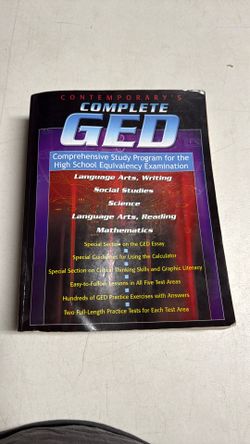 CONTEMPORARY'S
COMPLETE
GED
Comprehensive Study Program for the
High School Equivalency Examination
Language Arts, Writing
Social Studies
Science
Language Arts, Reading
Mathematics
Special Section on the GED Essay
Special Guidelines for Using the Calculator
Special Section on Critical Thinking Skills and Graphic Literacy
Easy-to-Follow Lessons in All Five Test Areas
Hundreds of GED Practice Exercises with Answers
Two Full-Length Practice Tests for Each Test Area